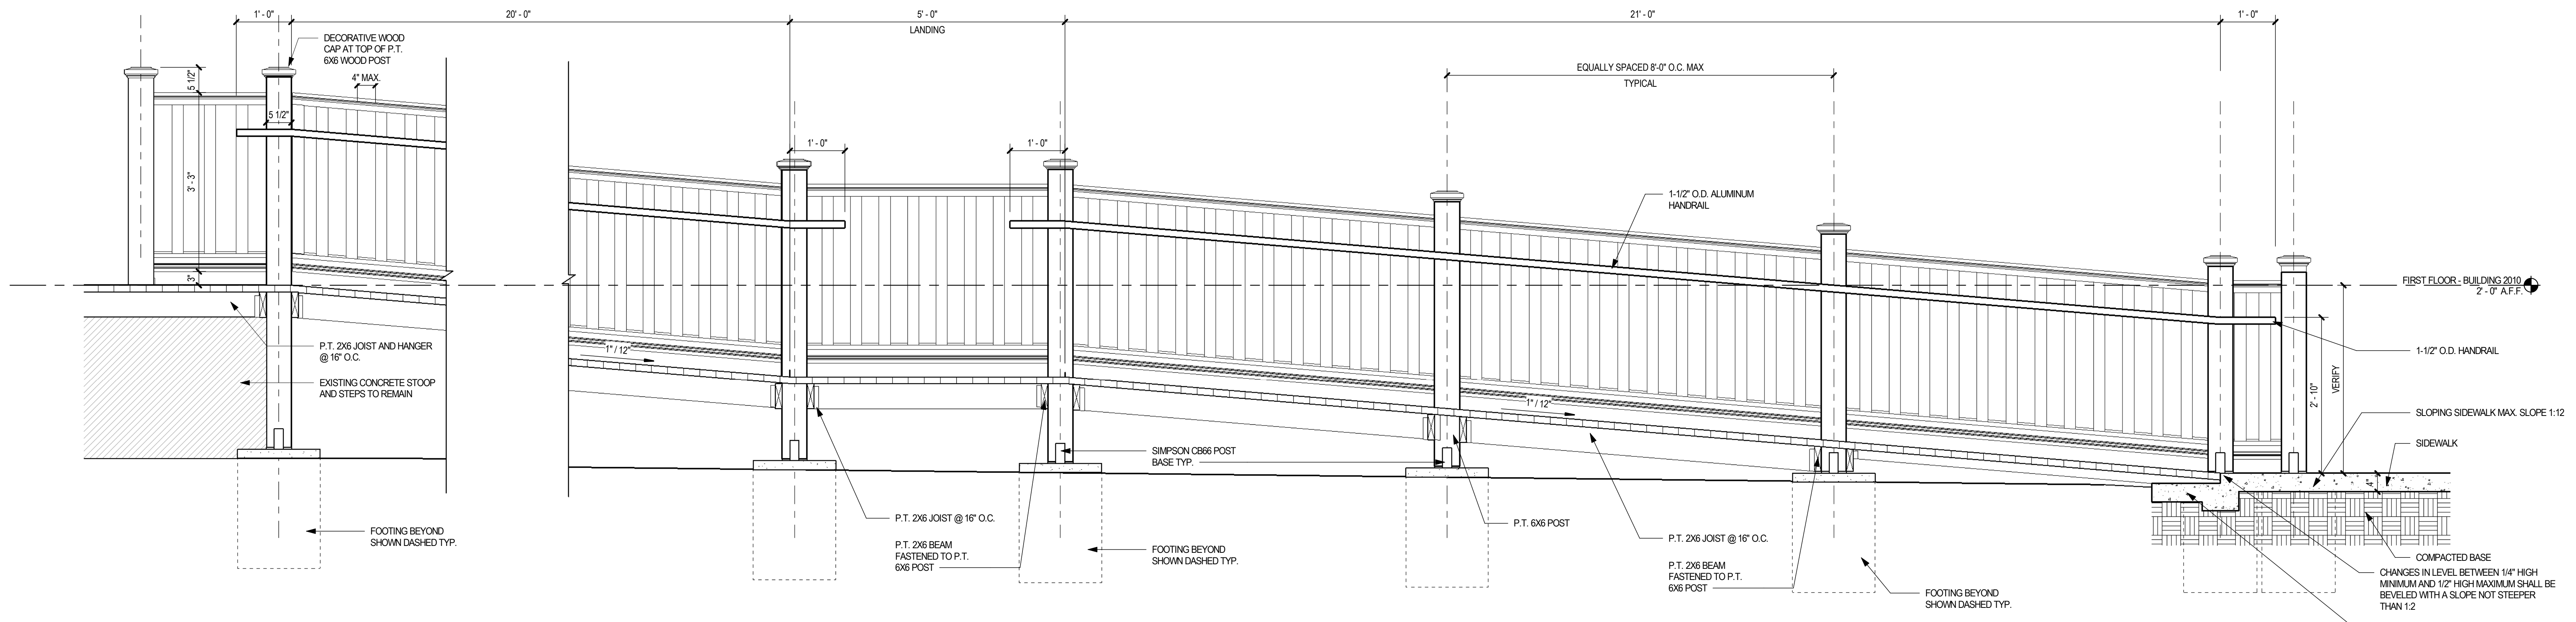 1' - 0"
20' - 0"
5' - 0"
LANDING
21' - 0"
1' - 0"
DECORATIVE WOOD
CAP AT TOP OF P.T.
6X6 WOOD POST
4" MAX.
5 1/2"
5 1/2"
3' - 3"
3"
EQUALLY SPACED 8'-0" O.C. MAX
TYPICAL
1' - 0"
1' - 0"
1-1/2" O.D. ALUMINUM
HANDRAIL
FIRST FLOOR - BUILDING 2010
2' - 0" A.F.F.
P.T. 2X6 JOIST AND HANGER
@ 16" O.C.
EXISTING CONCRETE STOOP
AND STEPS TO REMAIN
1" / 12"
1" / 12"
1-1/2" O.D. HANDRAIL
VERIFY
2' - 10"
4"
SLOPING SIDEWALK MAX. SLOPE 1:12
SIDEWALK
SIMPSON CB66 POST
BASE TYP.
FOOTING BEYOND
SHOWN DASHED TYP.
P.T. 2X6 JOIST @ 16" O.C.
P.T. 2X6 BEAM
FASTENED TO P.T.
6X6 POST
FOOTING BEYOND
SHOWN DASHED TYP.
P.T. 6X6 POST
P.T. 2X6 JOIST @ 16" O.C.
P.T. 2X6 BEAM
FASTENED TO P.T.
6X6 POST
FOOTING BEYOND
SHOWN DASHED TYP.
COMPACTED BASE
CHANGES IN LEVEL BETWEEN 1/4" HIGH
MINIMUM AND 1/2" HIGH MAXIMUM SHALL BE
BEVELED WITH A SLOPE NOT STEEPER
THAN 1:2